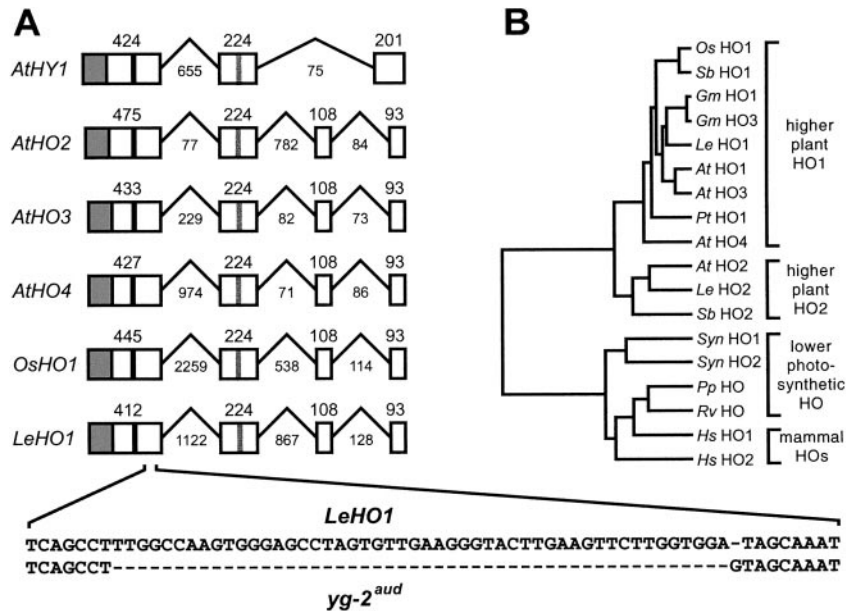 A
424 224 201
AtHY1
655 75
475 224 108 93
AtHO2
77 782 84
433 224 108 93
AtHO3
229 82 73
427 224 108 93
AtHO4
974 71 86
445 224 108 93
OsHO1
2259 538 114
412 224 108 93
LeHO1
1122 867 128
B
Os HO1
Sb HO1
Gm HO1
Gm HO3
Le HO1
At HO1
At HO3
Pt HO1
At HO4
higher
plant
HO1
At HO2
Le HO2
Sb HO2
higher
plant
HO2
Syn HO1
Syn HO2
Pp HO
Rv HO
lower
photo-
synthetic
HO
Hs HO1
Hs HO2
mammal
HOs
LeHO1
TCAGCCTTTGGCCAAGTGGGAGCCTAGTGTTGAAGGGTACTTGAAGTTCTTGGTGGA-TAGCAAAT
TCAGCCT--------------------------------------------------GTAGCAAAT
yg-2aud